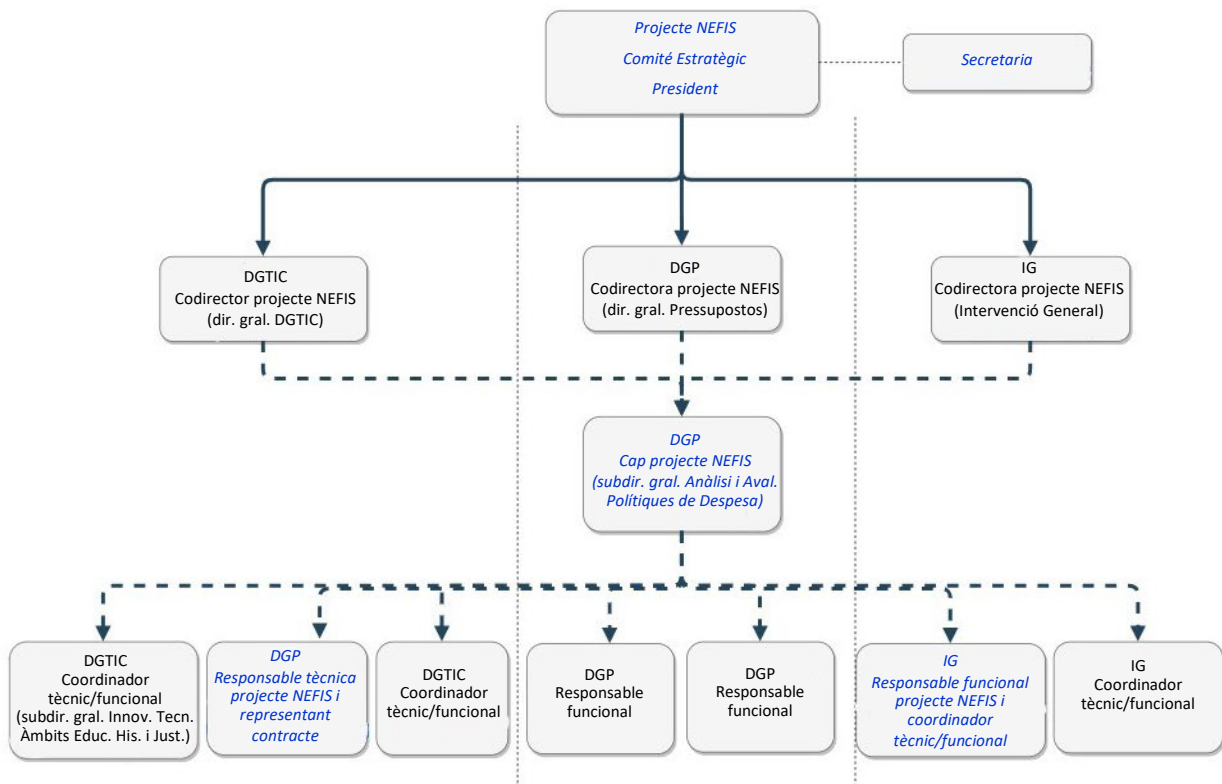 Projecte NEFIS
Comité Estratègic
President
Secretaria
DGTIC
Codirector projecte NEFIS
(dir. gral. DGTIC)
DGP
Codirectora projecte NEFIS
(dir. gral. Pressupostos)
IG
Codirectora projecte NEFIS
(Intervenció General)
DGP
Cap projecte NEFIS
(subdir. gral. Anàlisi i Aval.
Polítiques de Despesa)
DGTIC
Coordinador
tècnic/funcional
(subdir. gral. Innov. Tecn.
Àmbits Educ. His. i Just.)
DGP
Responsable tècnica
projecte NEFIS i
representant
contracte
DGTIC
Coordinador
tècnic/funcional
DGP
Responsable
funcional
DGP
Responsable
funcional
IG
Responsable funcional
projecte NEFIS i
coordinador
tècnic/funcional
IG
Coordinador
tècnic/funcional